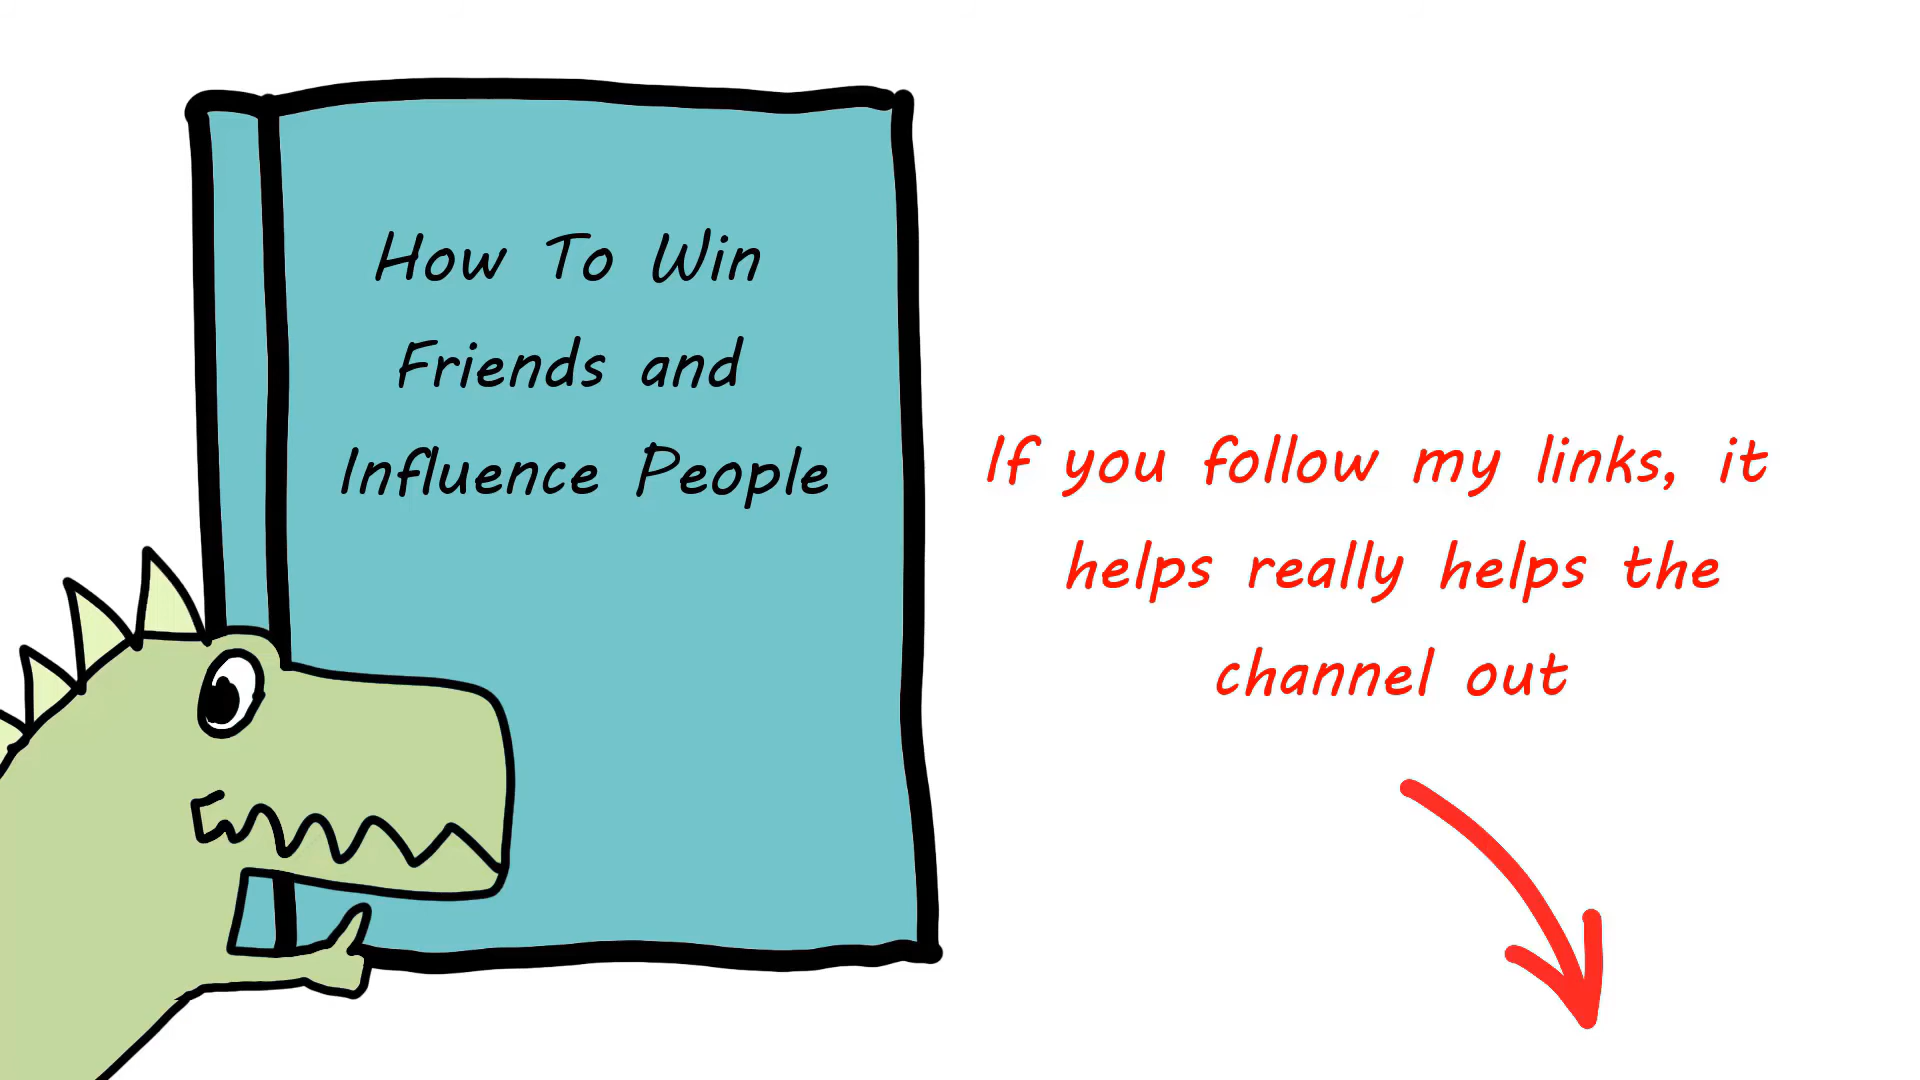 How To Win
Friends and
Influence People
If you follow my links, it
helps really helps the
channel out